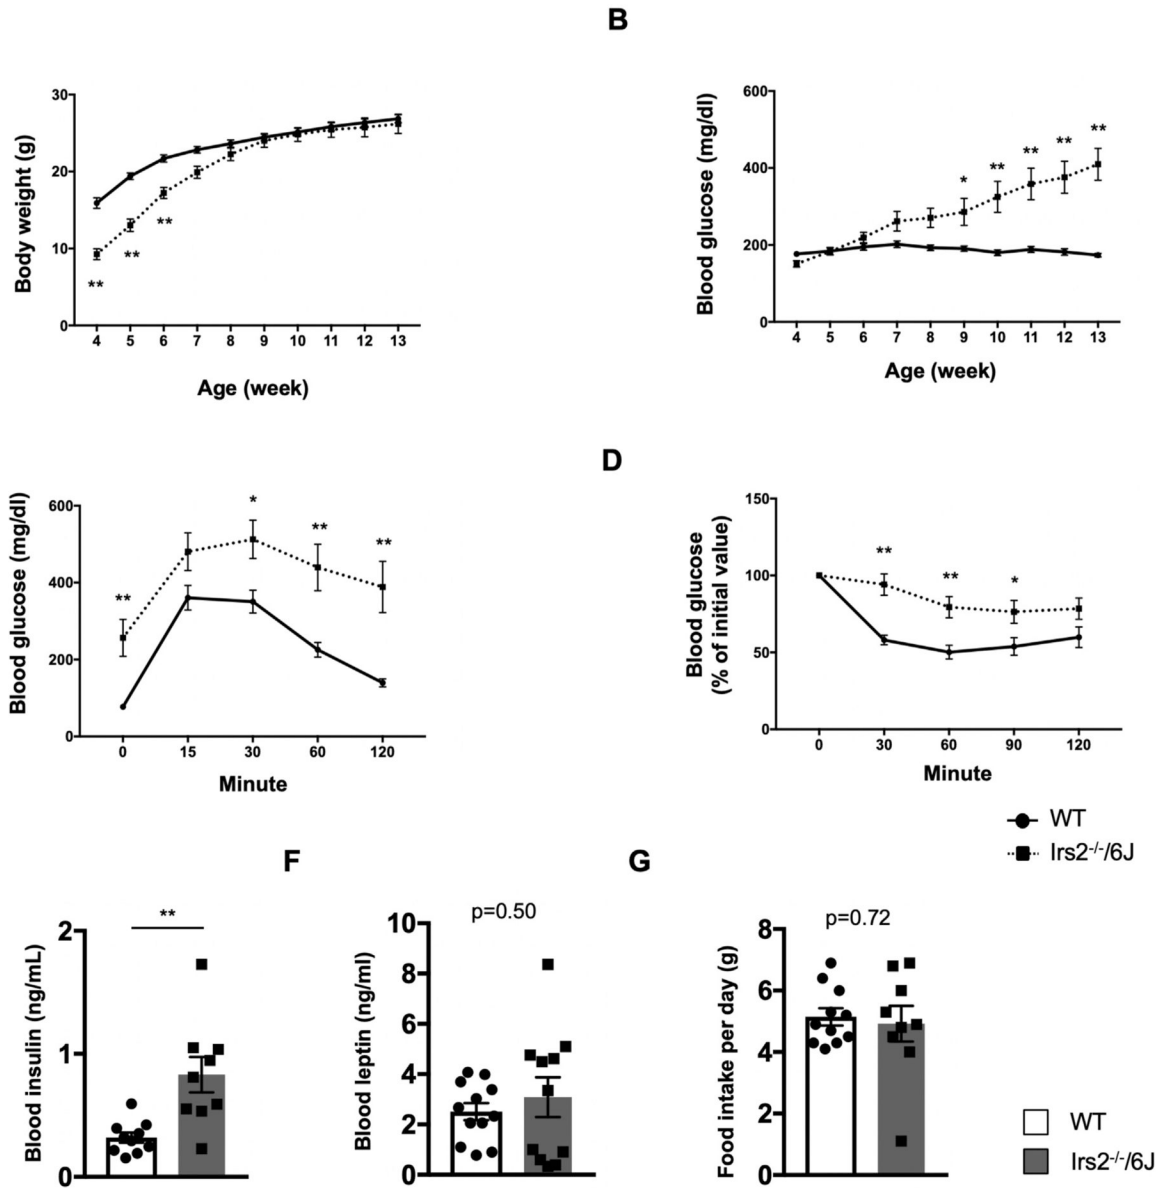 B
30
20
10
0
Body weight (g)
**
**
**
4 5 6 7 8 9 10 11 12 13
Age (week)
600
400
200
0
Blood glucose (mg/dl)
*
**
**
**
**
4 5 6 7 8 9 10 11 12 13
Age (week)
D
600
400
200
0
Blood glucose (mg/dl)
**
*
**
**
0 15 30 60 120
Minute
150
100
50
0
Blood glucose
(% of initial value)
**
**
*
0 30 60 90 120
Minute
WT
Irs2-/-/6J
F
G
2
1
0
Blood insulin (ng/mL)
**
10
8
6
4
2
0
Blood leptin (ng/ml)
p=0.50
8
6
4
2
0
Food intake per day (g)
p=0.72
WT
Irs2-/-/6J